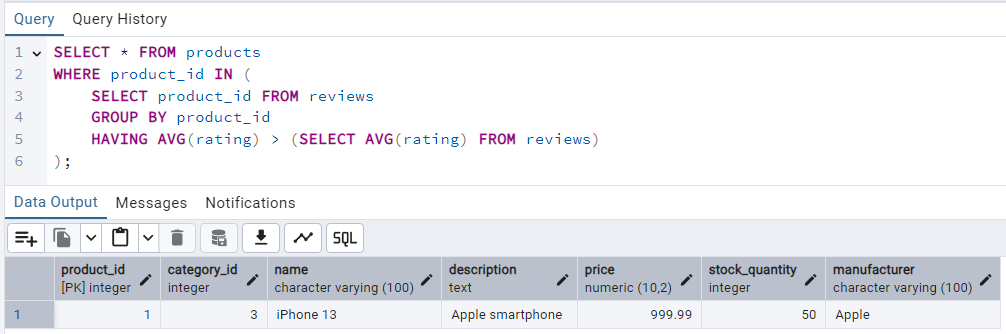 Query Query History
1 SELECT * FROM products
2 WHERE product_id IN (
3 SELECT product_id FROM reviews
4 GROUP BY product_id
5 HAVING AVG(rating) > (SELECT AVG(rating) FROM reviews)
6 );
Data Output Messages Notifications
SQL
product_id category_id name description price stock_quantity manufacturer
[PK] integer integer character varying (100) text numeric (10,2) integer character varying (100)
1 1 3 iPhone 13 Apple smartphone 999.99 50 Apple